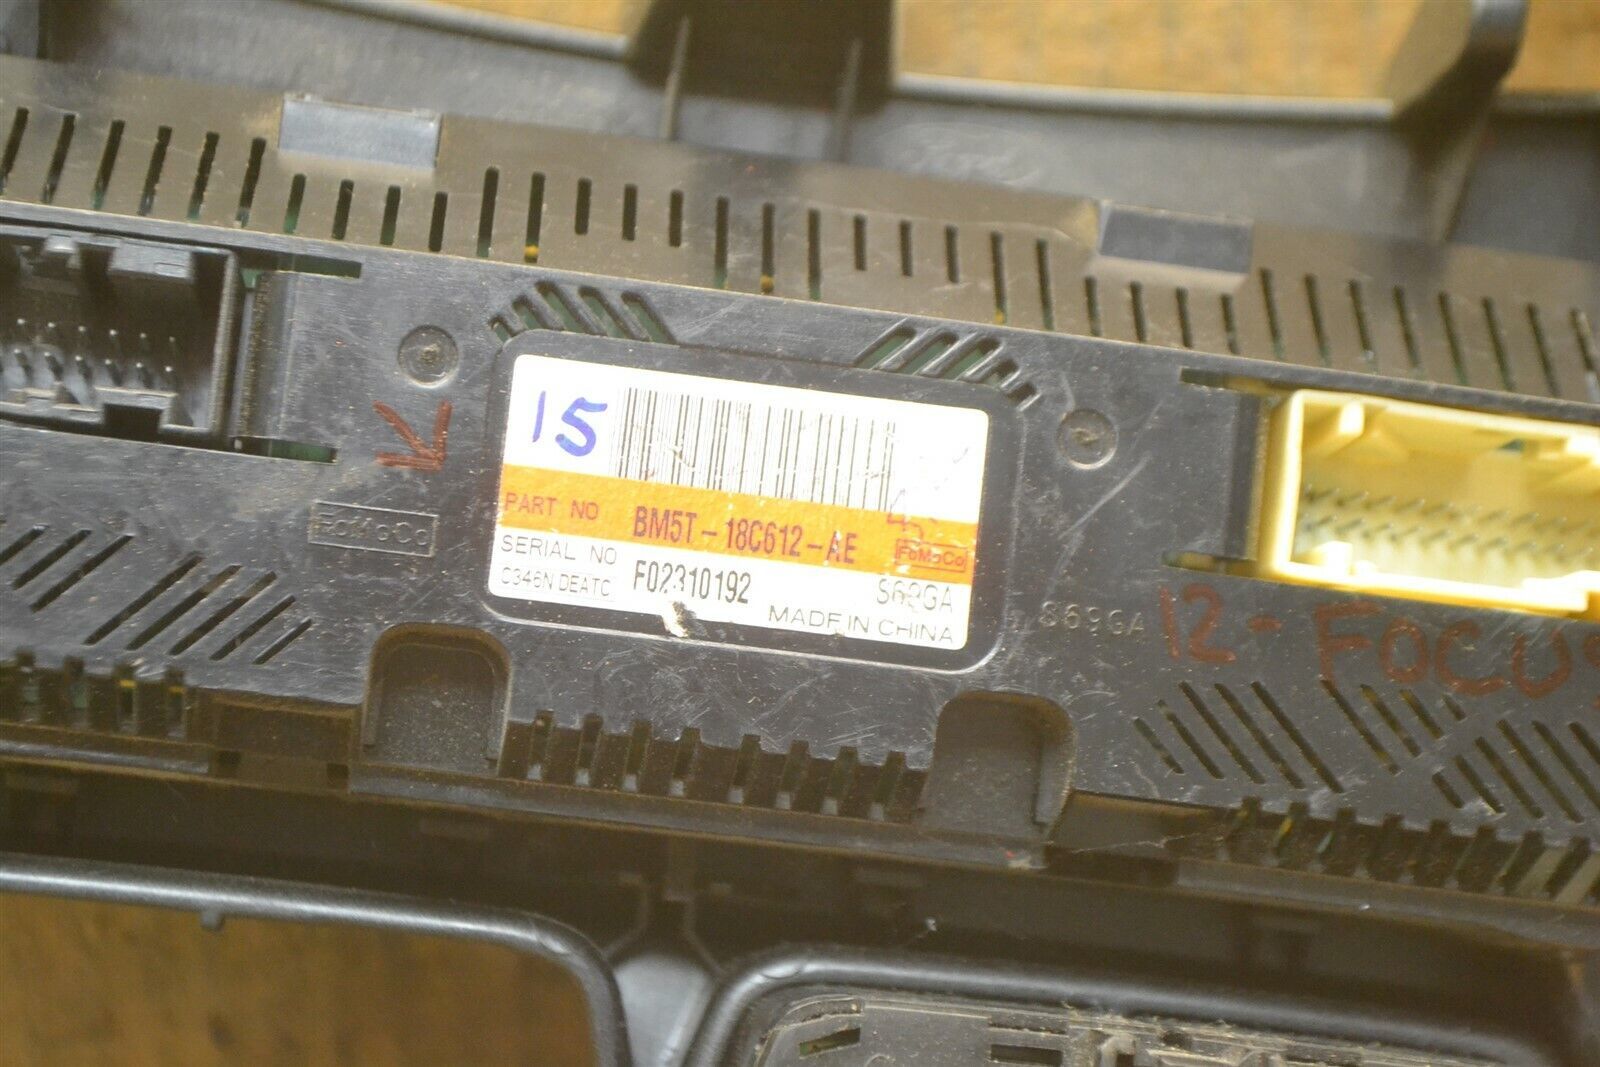 15
PART NO BM5T-18C612-AE FoMoCo
SERIAL NO F02310192 S69GA
C346N DEATC
MADE IN CHINA
FoMoCo
S69GA
12-FOCUS